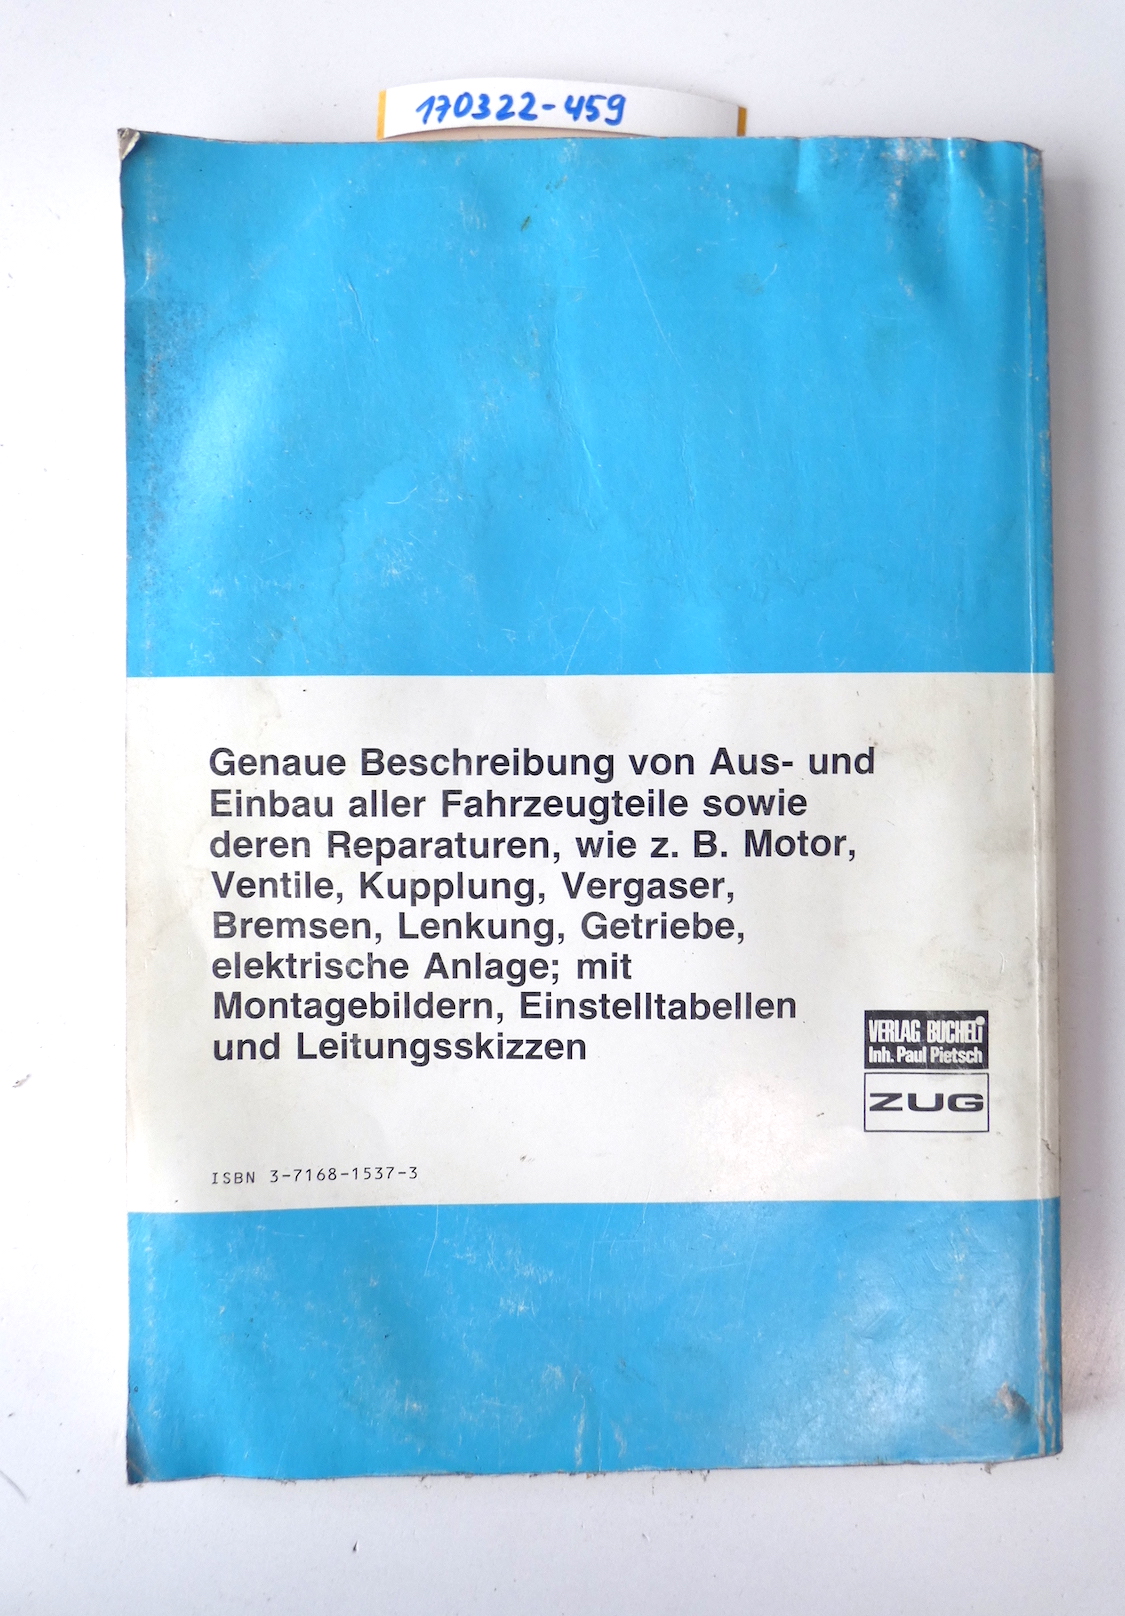 170322-459
Genaue Beschreibung von Aus- und
Einbau aller Fahrzeugteile sowie
deren Reparaturen, wie z. B. Motor,
Ventile, Kupplung, Vergaser,
Bremsen, Lenkung, Getriebe,
elektrische Anlage; mit
Montagebildern, Einstelltabellen
und Leitungsskizzen
VERLAG BUCHELI
Inh. Paul Pietsch
ZUG
ISBN 3-7168-1537-3